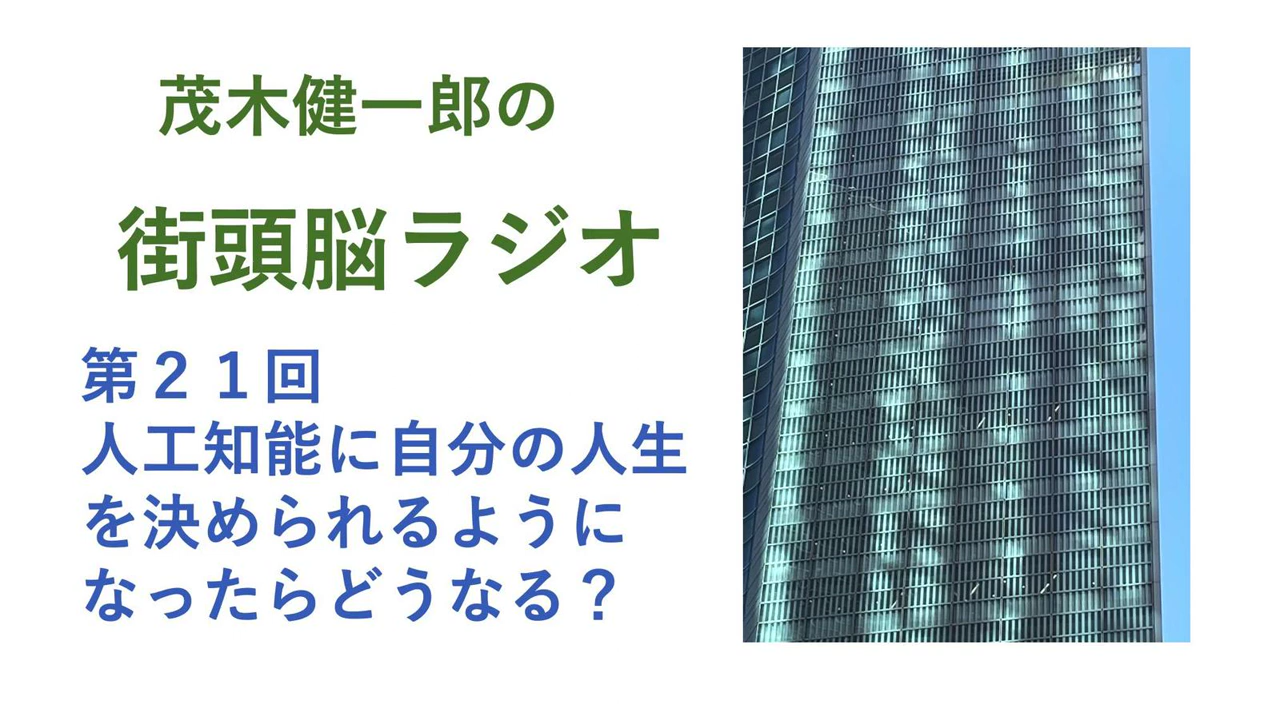 茂木健一郎の
街頭脳ラジオ
第２１回
人工知能に自分の人生
を決められるように
なったらどうなる？